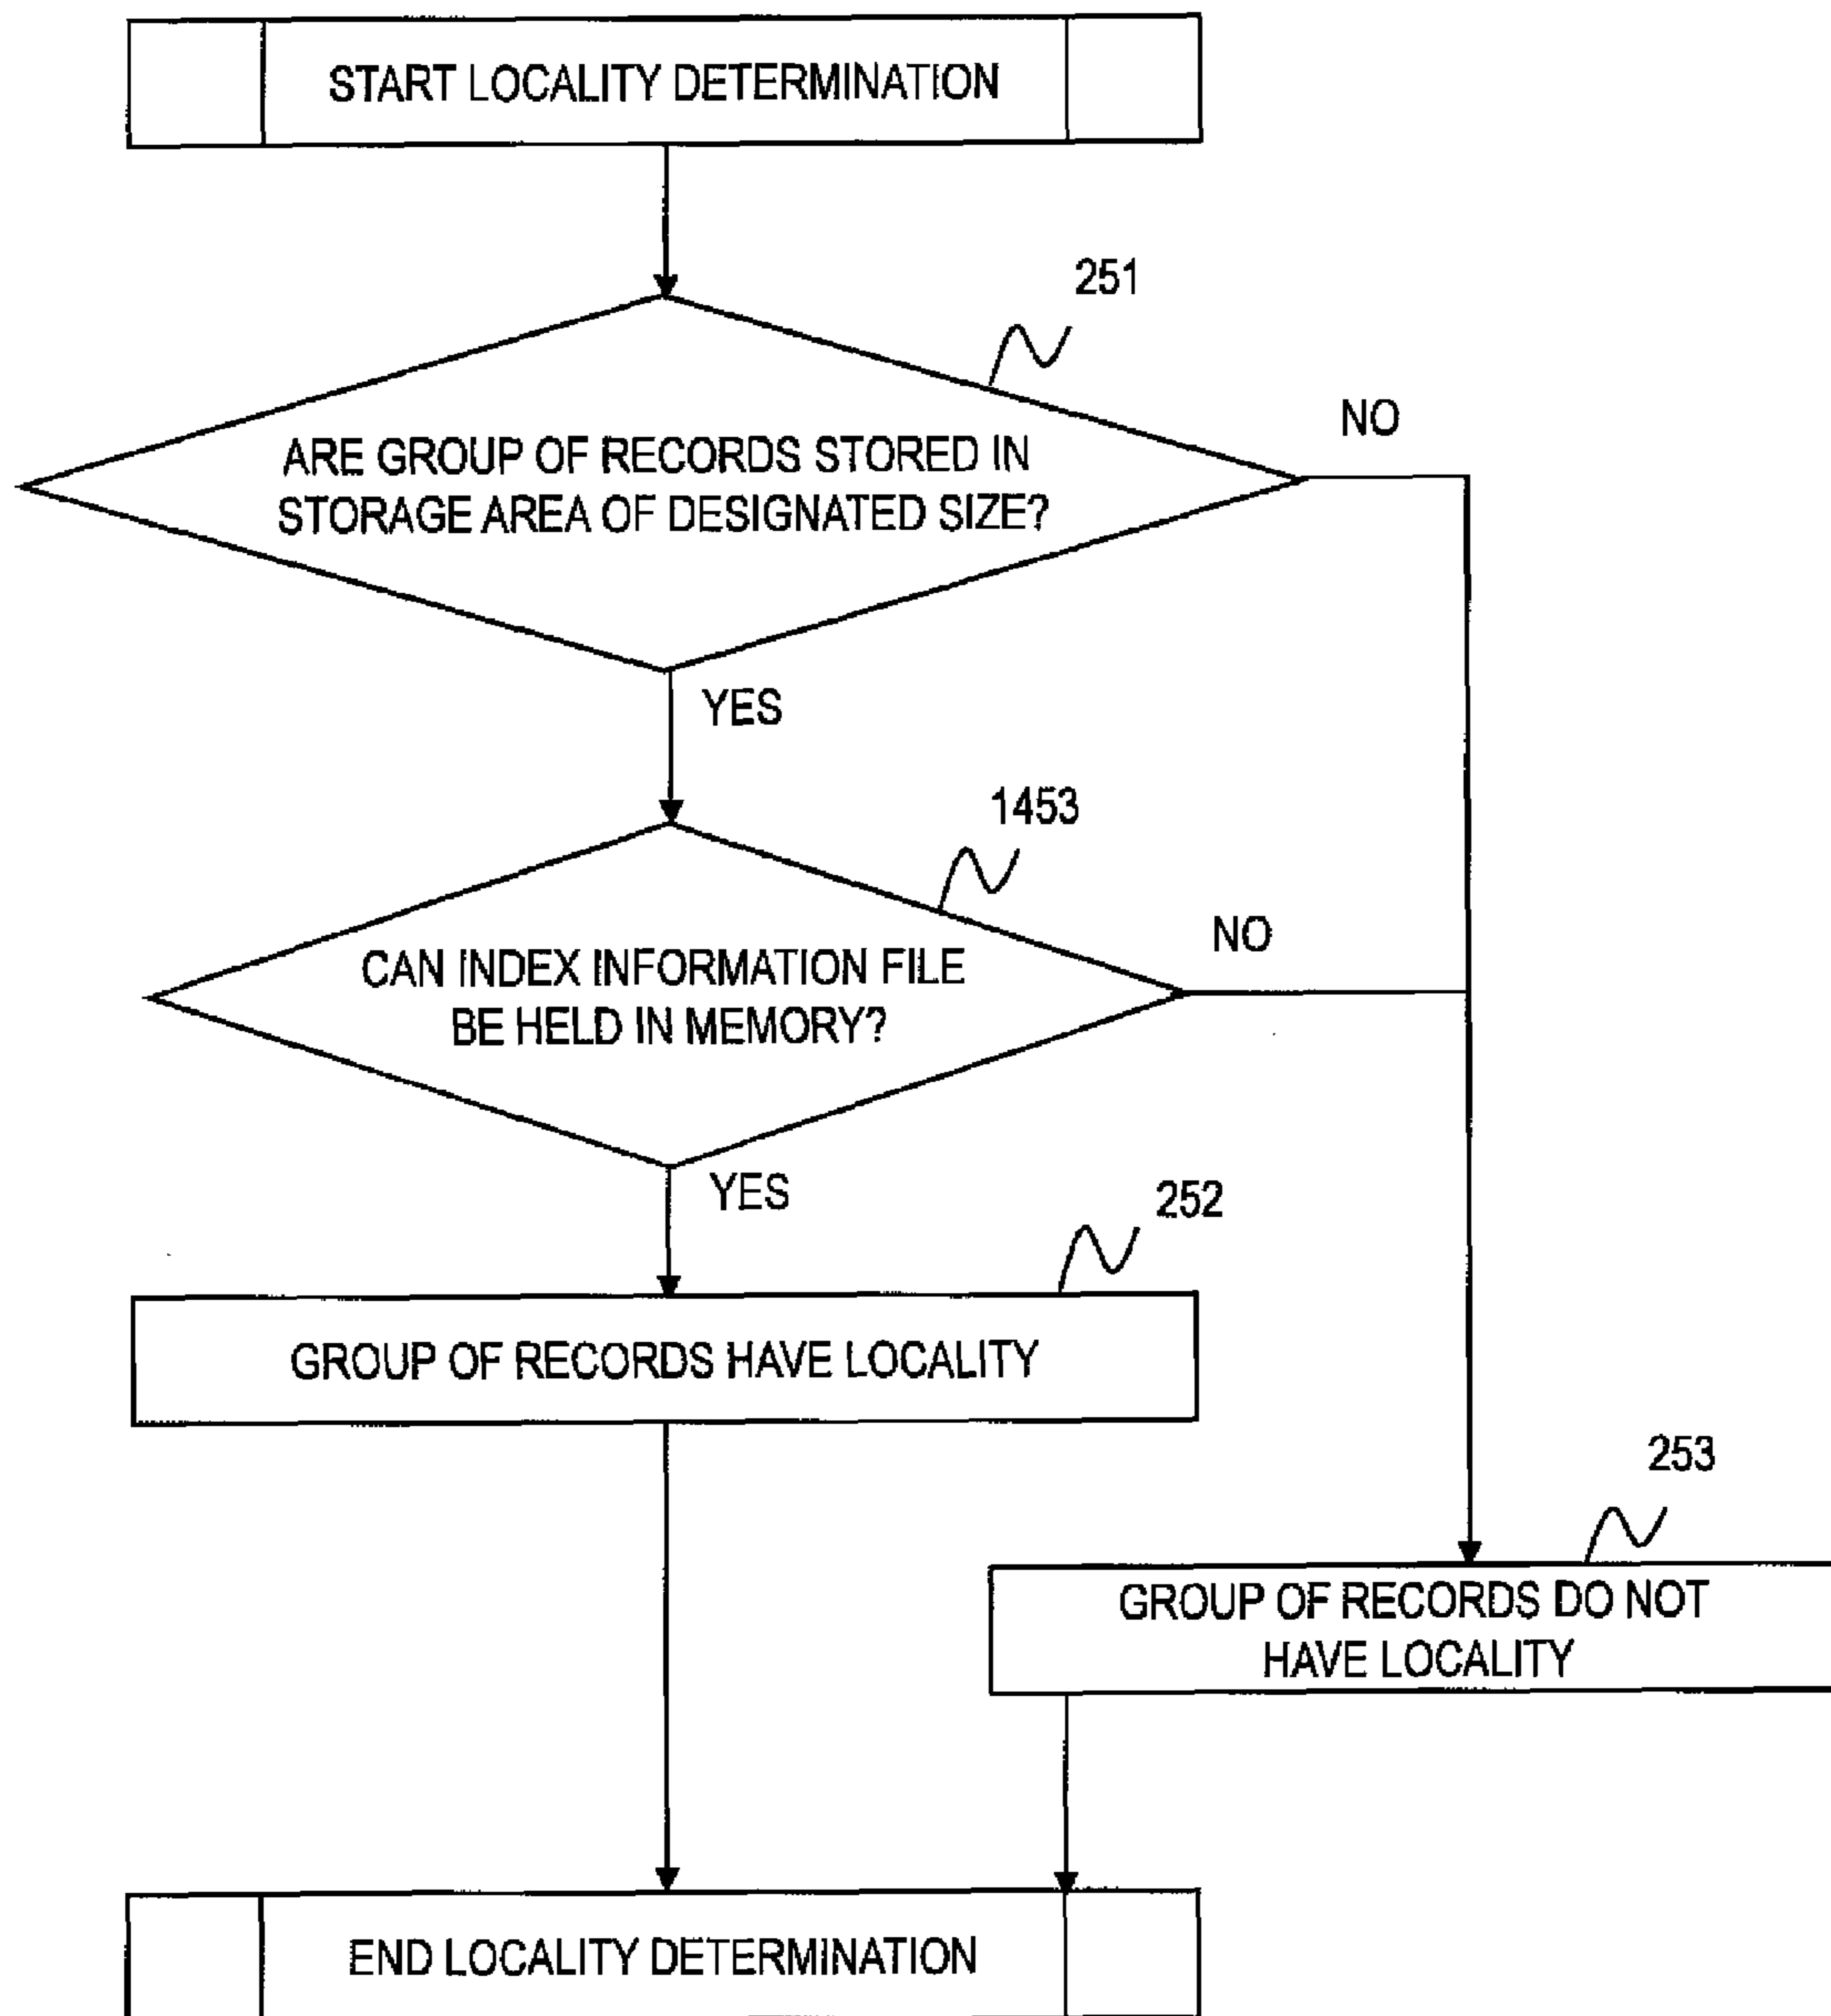 START LOCALITY DETERMINATION
251
NO
ARE GROUP OF RECORDS STORED IN
STORAGE AREA OF DESIGNATED SIZE?
YES
1453
NO
CAN INDEX INFORMATION FILE
BE HELD IN MEMORY?
YES
252
GROUP OF RECORDS HAVE LOCALITY
253
GROUP OF RECORDS DO NOT
HAVE LOCALITY
END LOCALITY DETERMINATION